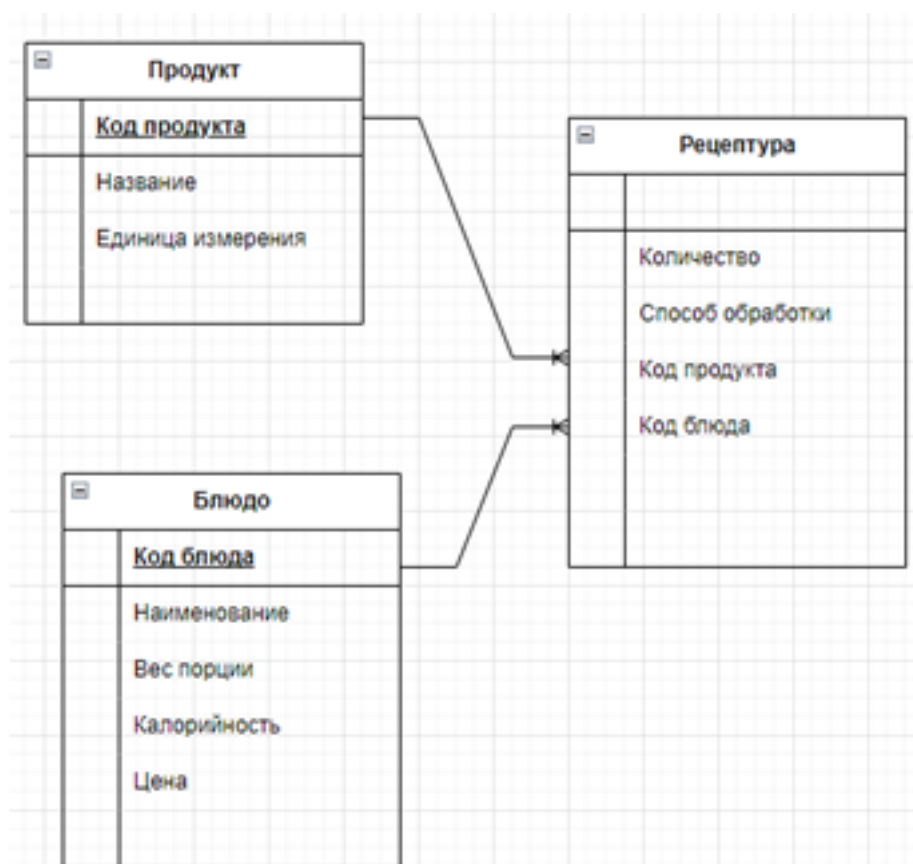 Продукт
Код продукта
Название
Единица измерения
Рецептура
Количество
Способ обработки
Код продукта
Код блюда
Блюдо
Код блюда
Наименование
Вес порции
Калорийность
Цена